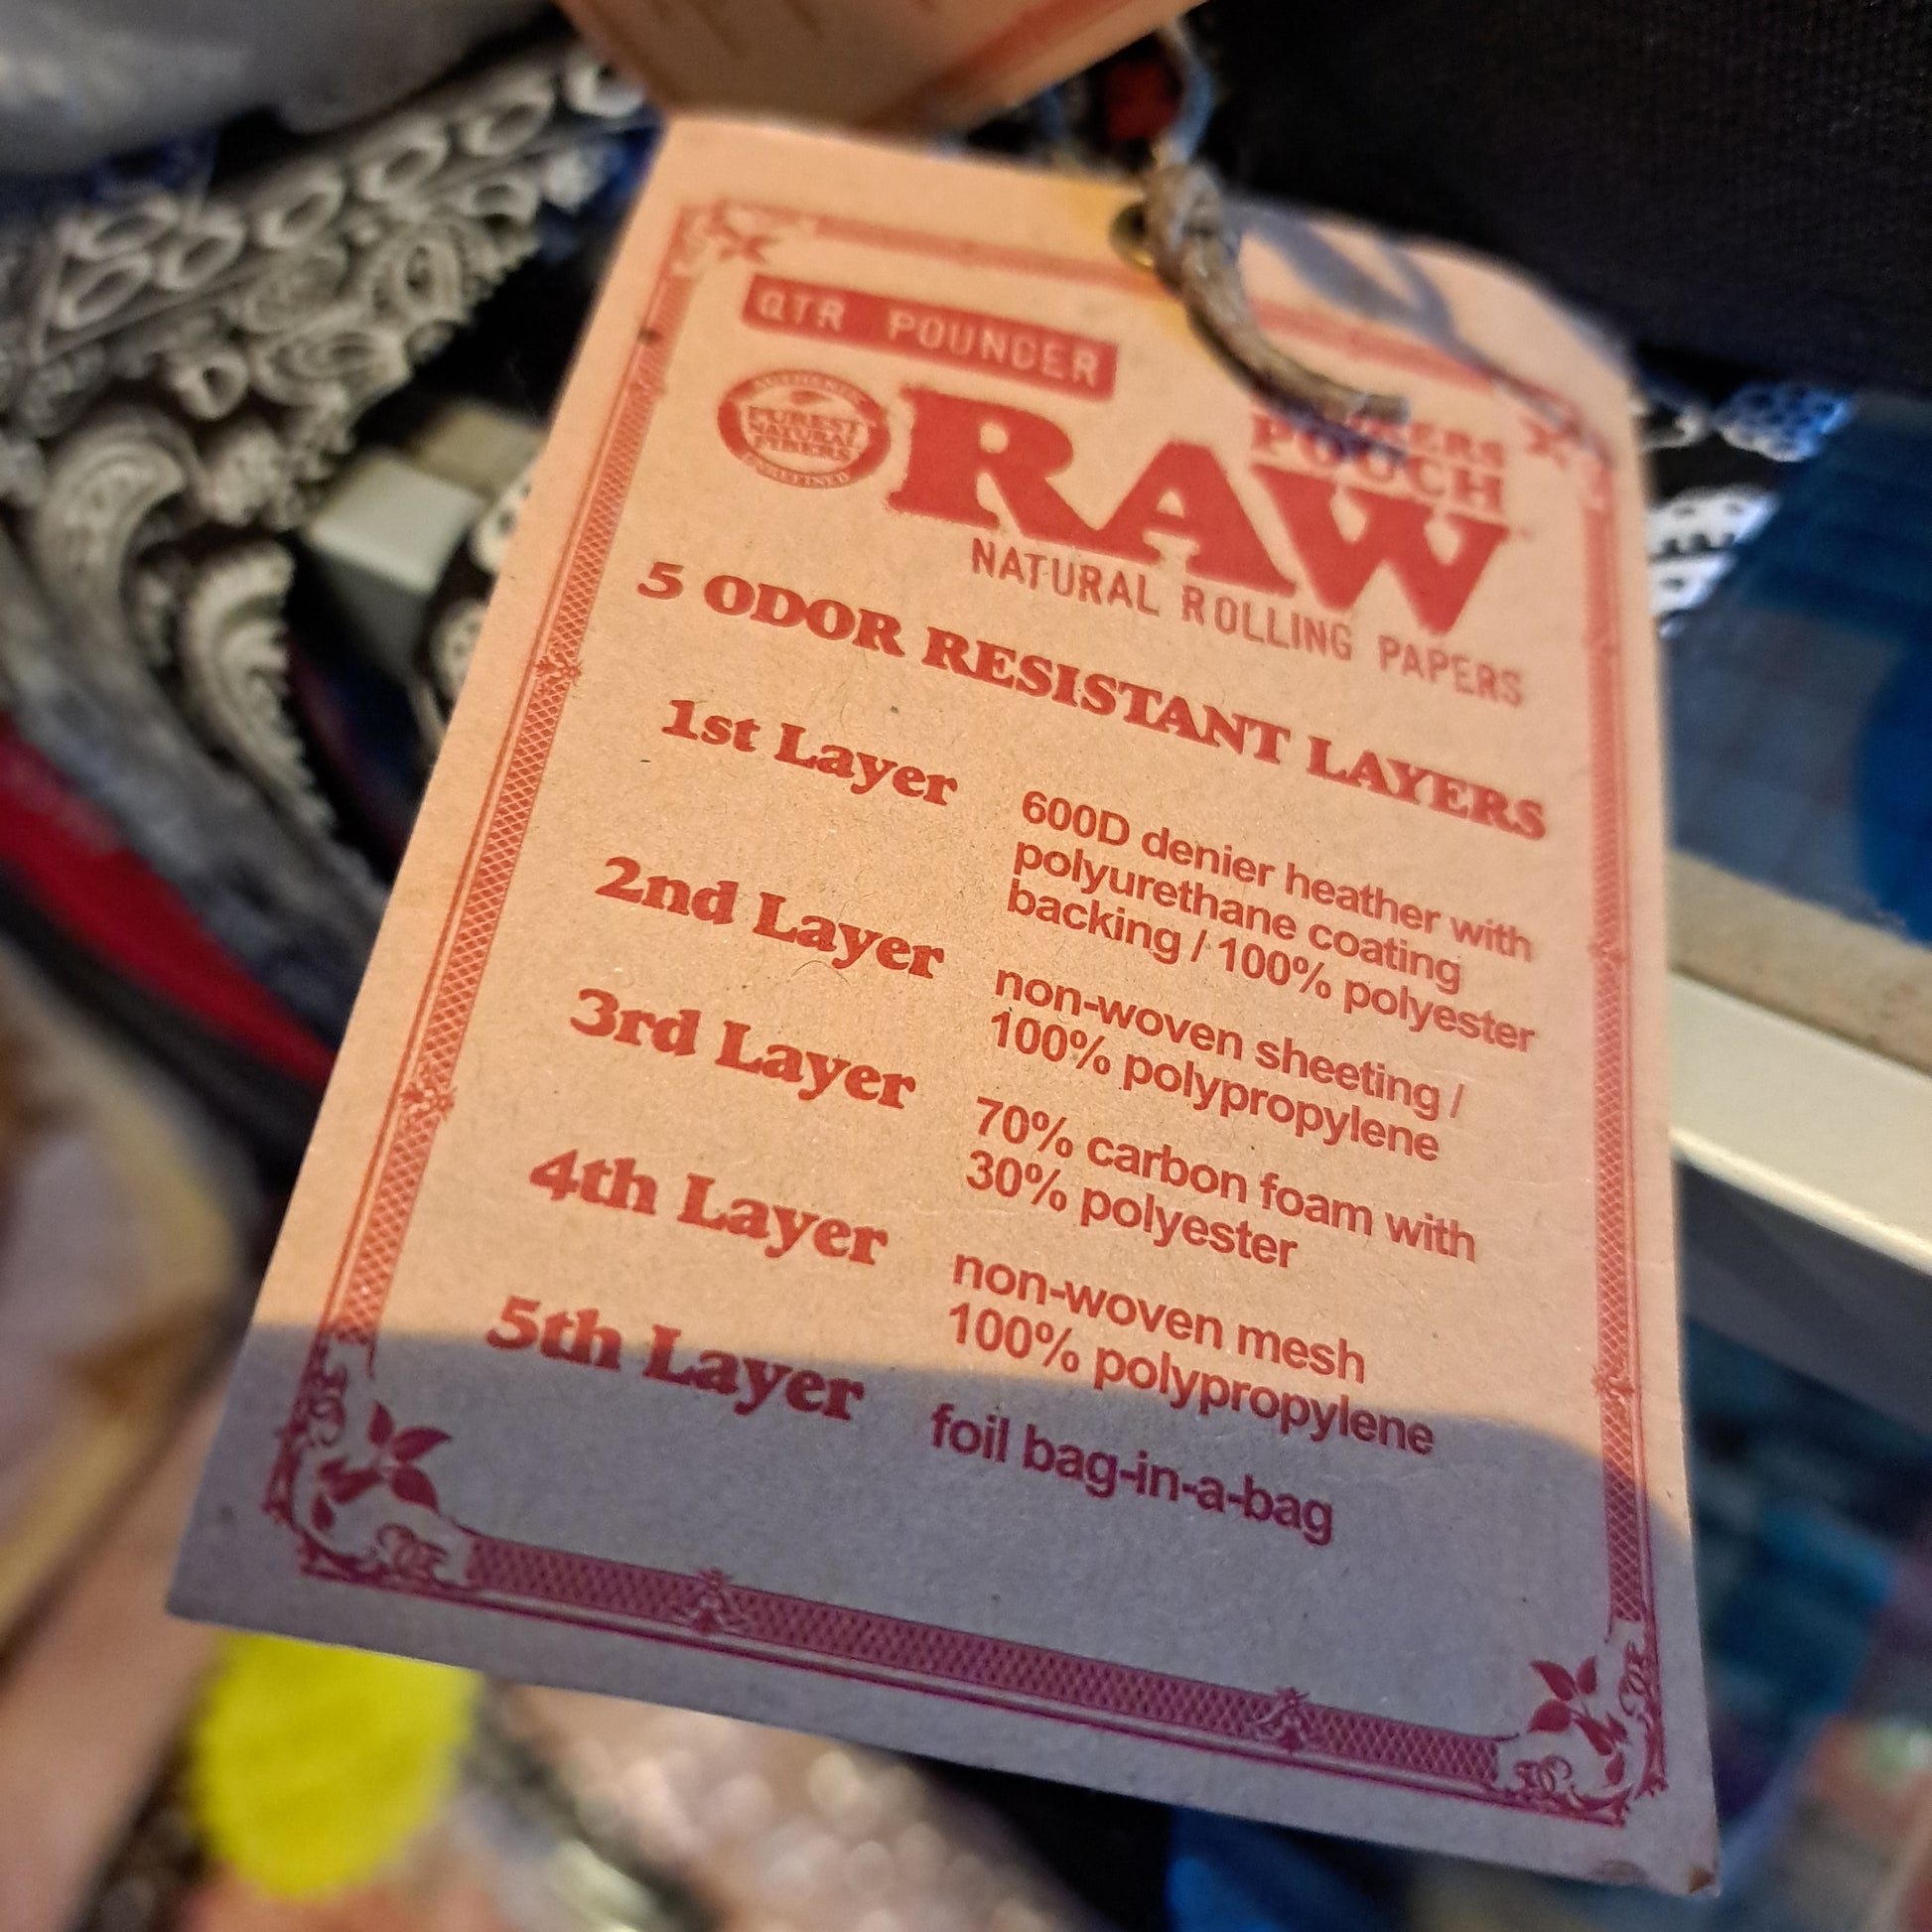 QTR POUNDER
AUTHENTIC
PUREST
NATURAL
FIBERS
UNREFINED
POUCH
RAW
NATURAL ROLLING PAPERS
5 ODOR RESISTANT LAYERS
1st Layer
600D denier heather with
polyurethane coating
backing / 100% polyester
2nd Layer
non-woven sheeting /
100% polypropylene
3rd Layer
70% carbon foam with
30% polyester
4th Layer
non-woven mesh
100% polypropylene
5th Layer
foil bag-in-a-bag